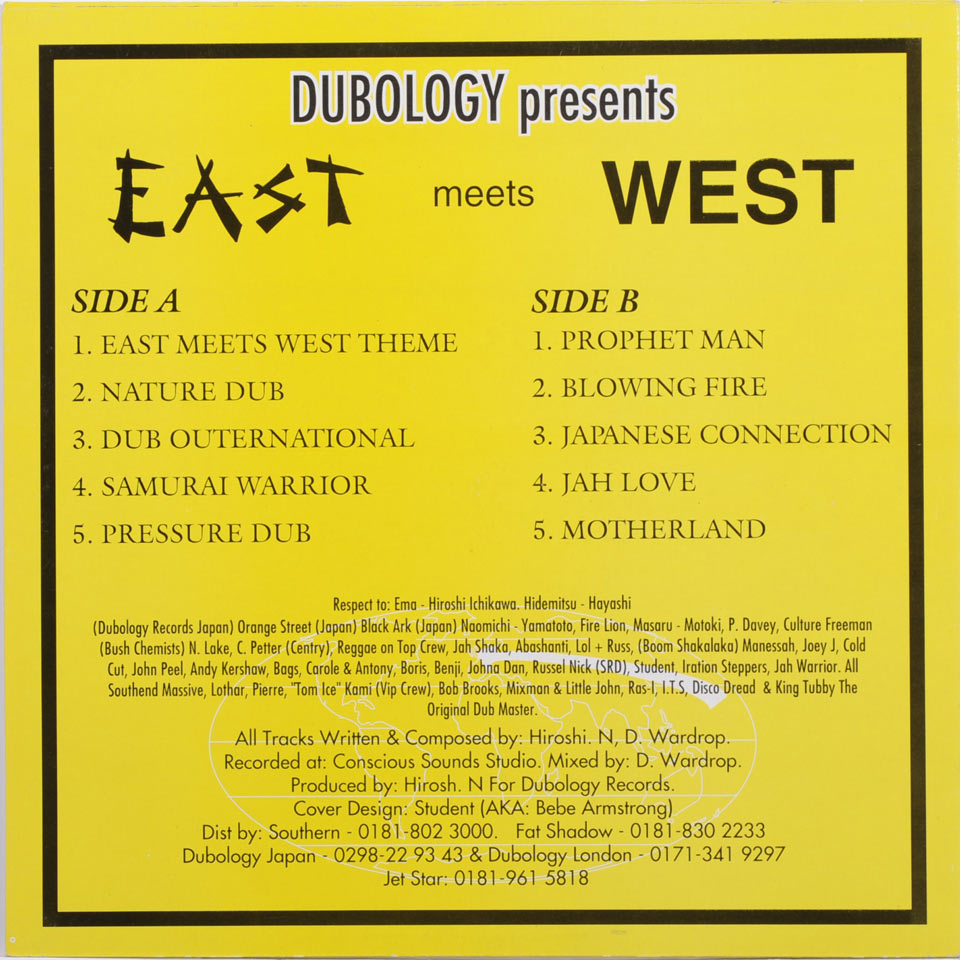 DUBOLOGY presents
EAST meets WEST
SIDE A
1. EAST MEETS WEST THEME
2. NATURE DUB
3. DUB OUTERNATIONAL
4. SAMURAI WARRIOR
5. PRESSURE DUB
SIDE B
1. PROPHET MAN
2. BLOWING FIRE
3. JAPANESE CONNECTION
4. JAH LOVE
5. MOTHERLAND
Respect to: Ema - Hiroshi Ichikawa. Hidemitsu - Hayashi
(Dubology Records Japan) Orange Street (Japan) Black Ark (Japan) Naomichi - Yamatoto, Fire Lion, Masaru - Motoki, P. Davey, Culture Freeman
(Bush Chemists) N. Lake, C. Petter (Centry), Reggae on Top Crew, Jah Shaka, Abashanti, Lol + Russ, (Boom Shakalaka) Manessah, Joey J, Cold
Cut, John Peel, Andy Kershaw, Bags, Carole & Antony, Boris, Benji, Johna Dan, Russel Nick (SRD), Student, Iration Steppers, Jah Warrior. All
Southend Massive, Lothar, Pierre, "Tom Ice" Kami (Vip Crew), Bob Brooks, Mixman & Little John, Ras-I, I.T.S, Disco Dread & King Tubby The
Original Dub Master.
All Tracks Written & Composed by: Hiroshi. N, D. Wardrop.
Recorded at: Conscious Sounds Studio. Mixed by: D. Wardrop.
Produced by: Hirosh. N For Dubology Records.
Cover Design: Student (AKA: Bebe Armstrong)
Dist by: Southern - 0181-802 3000. Fat Shadow - 0181-830 2233
Dubology Japan - 0298-22 93 43 & Dubology London - 0171-341 9297
Jet Star: 0181-961 5818